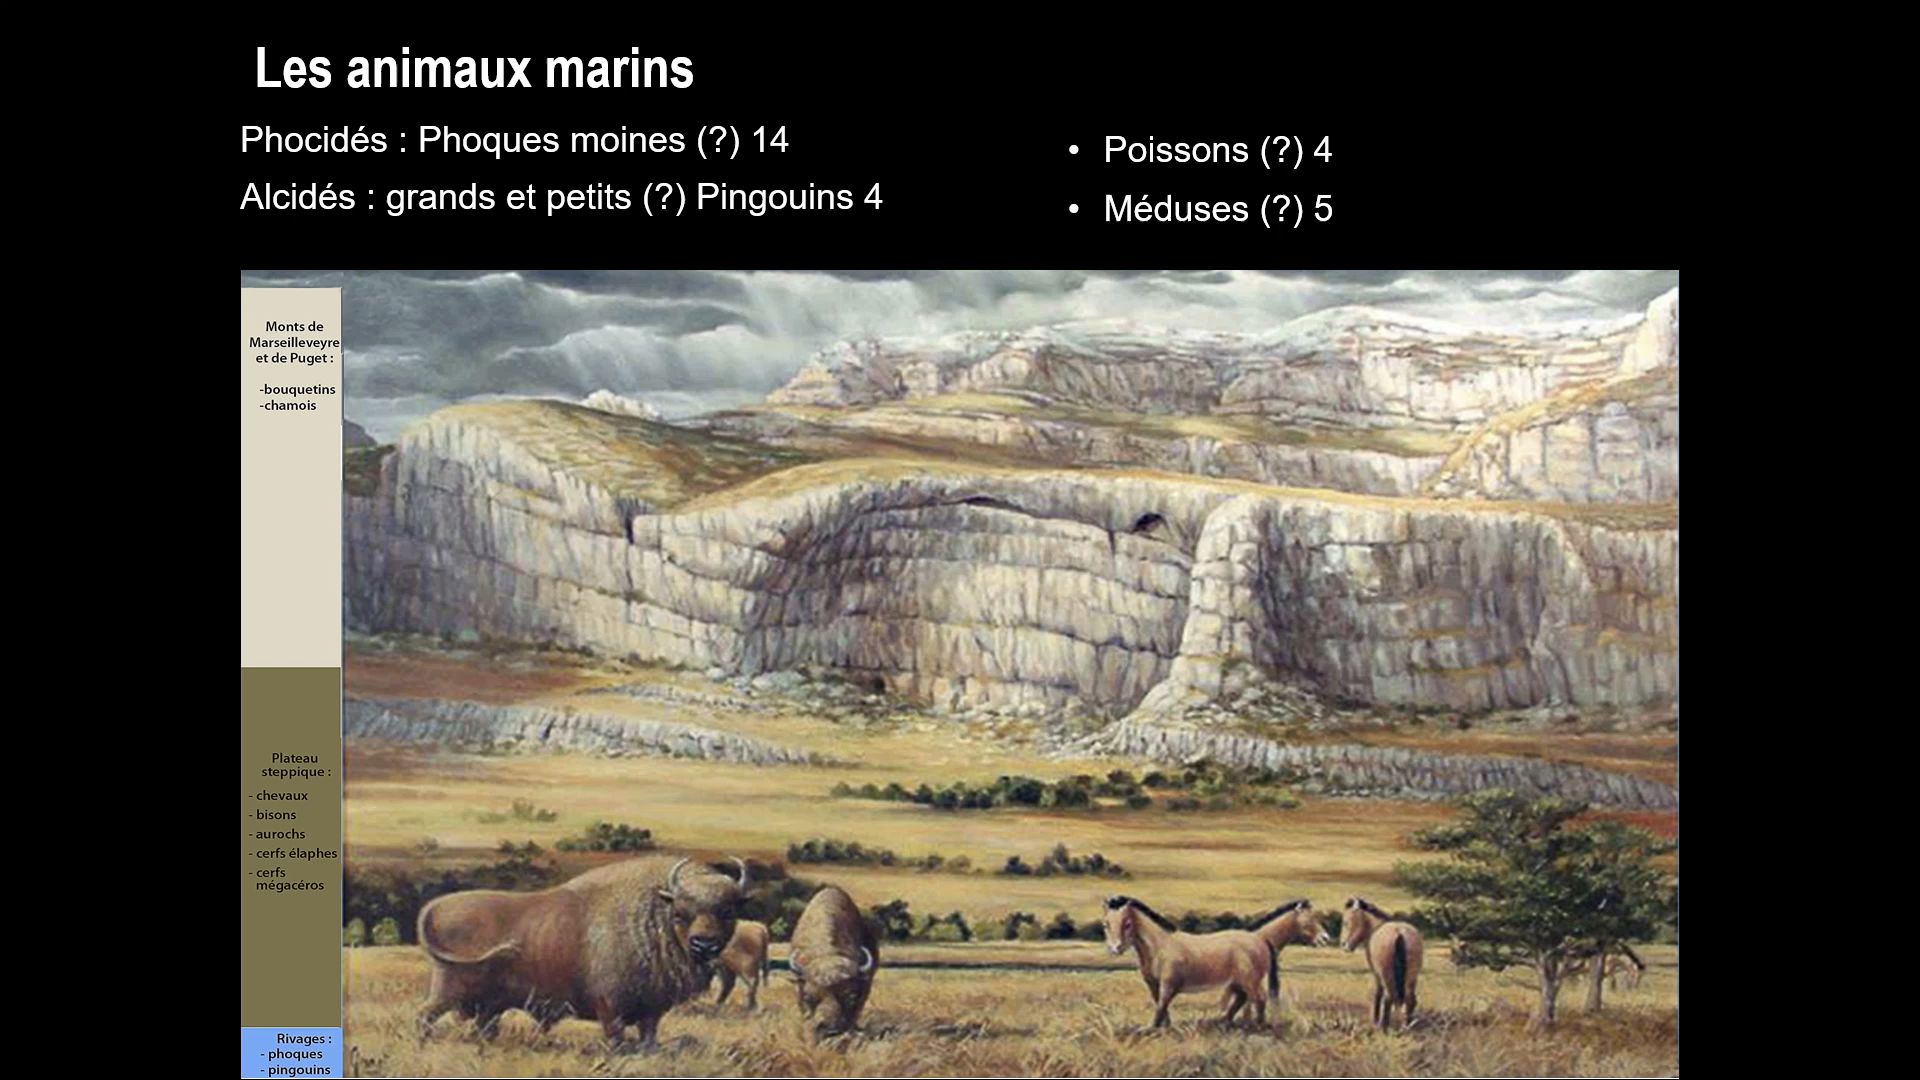 Les animaux marins
Phocidés : Phoques moines (?) 14
Alcidés : grands et petits (?) Pingouins 4
• Poissons (?) 4
• Méduses (?) 5
Monts de
Marseilleveyre
et de Puget :
-bouquetins
-chamois
Plateau
steppique :
- chevaux
- bisons
- aurochs
- cerfs élaphes
- cerfs
mégacéros
Rivages :
- phoques
- pingouins